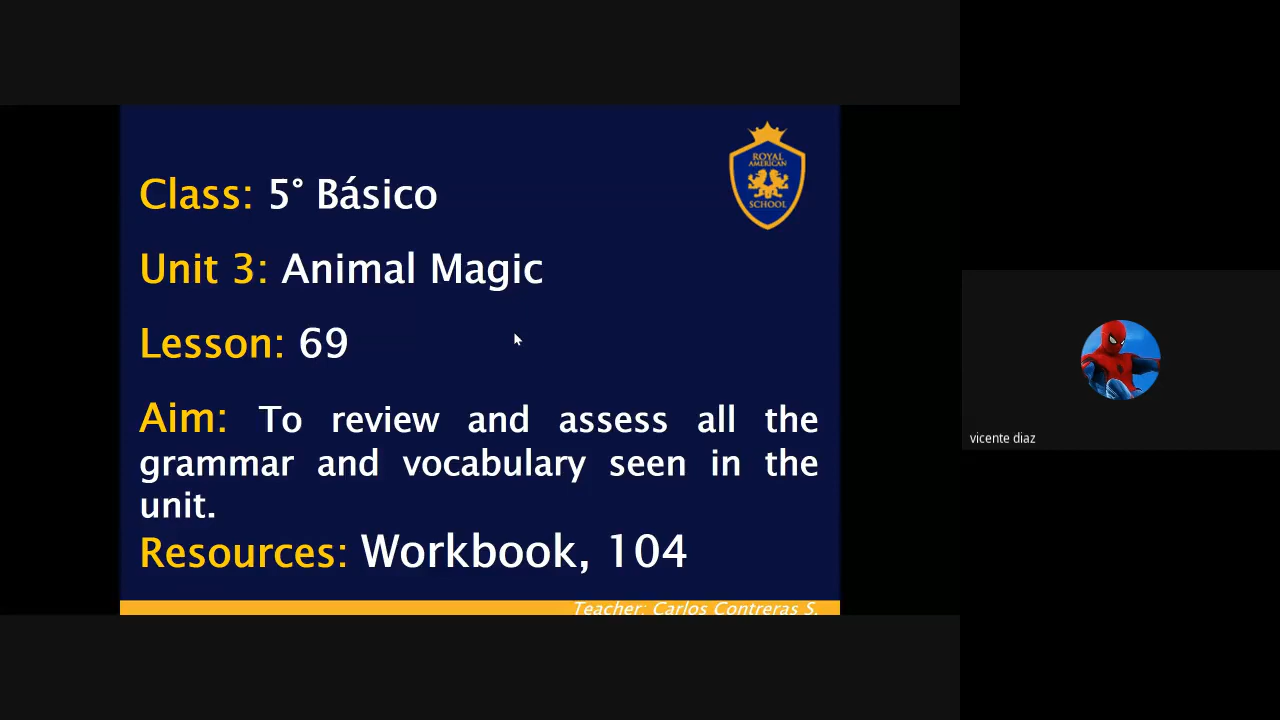 ROYAL
AMERICAN
SCHOOL
Class: 5° Básico
Unit 3: Animal Magic
Lesson: 69
Aim: To review and assess all the
grammar and vocabulary seen in the
unit.
Resources: Workbook, 104
Teacher: Carlos Contreras S.
vicente diaz